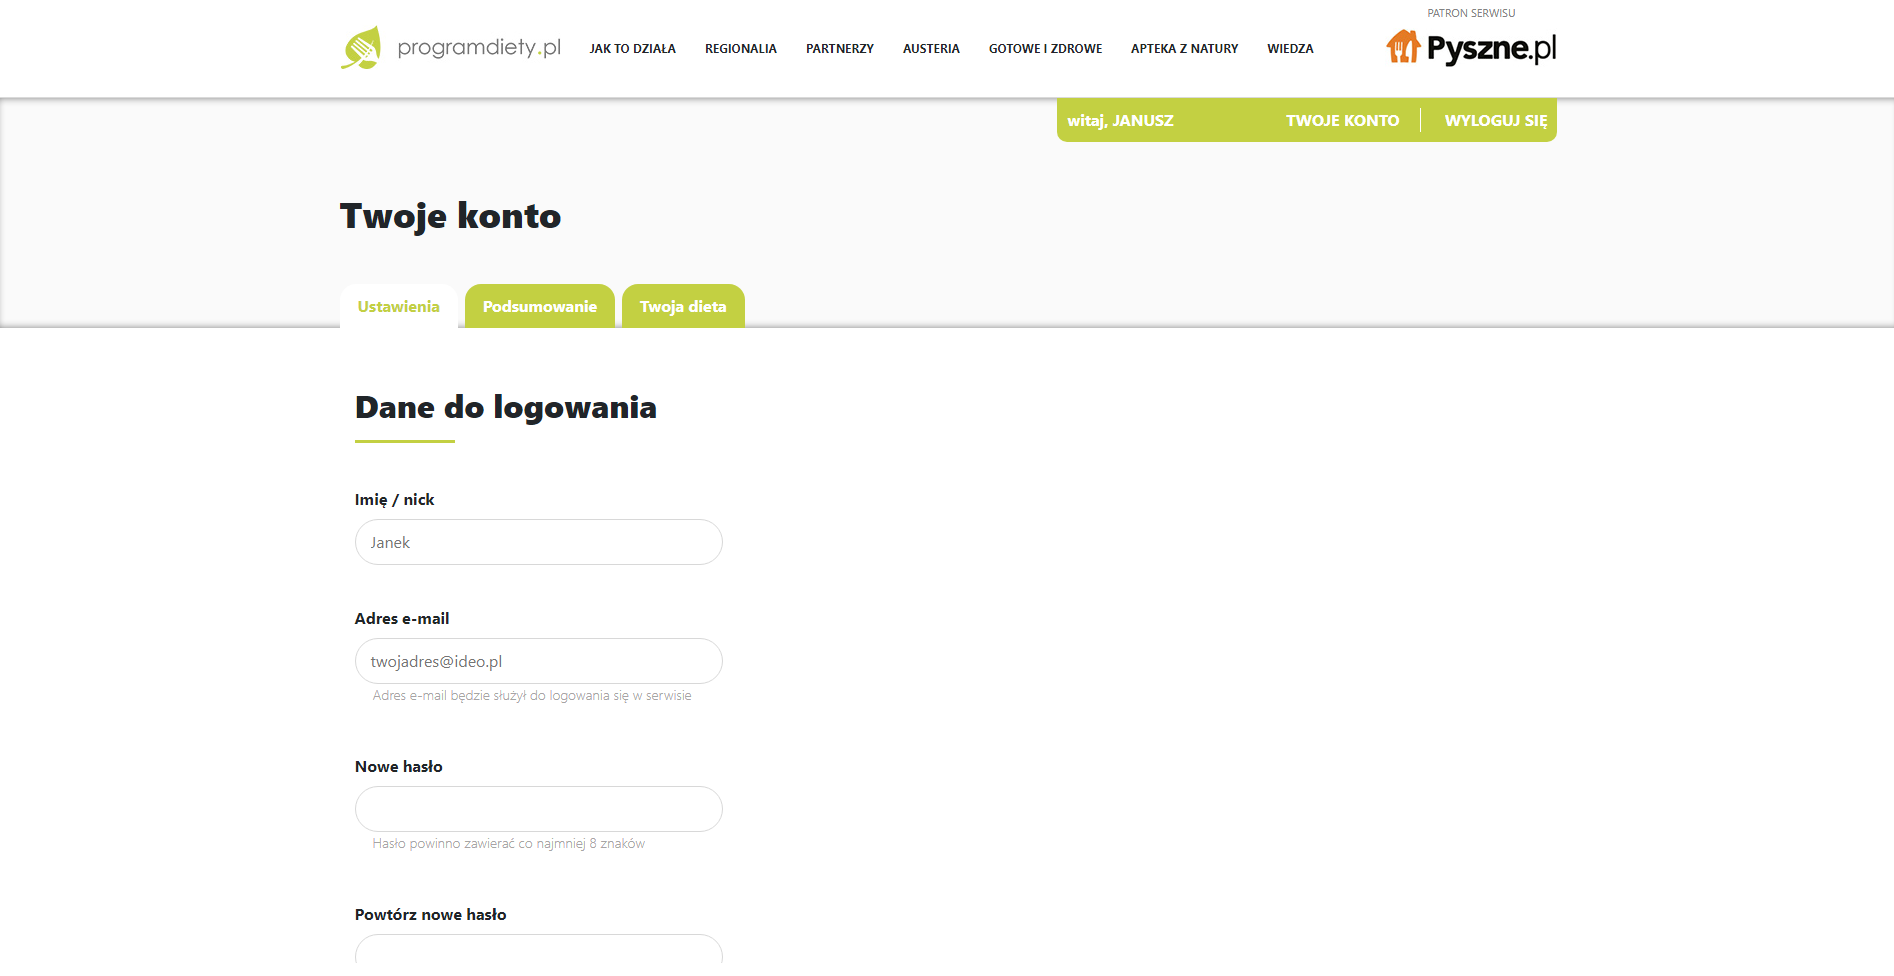 PATRON SERWISU
programdiety.pl
JAK TO DZIAŁA
REGIONALIA
PARTNERZY
AUSTERIA
GOTOWE I ZDROWE
APTEKA Z NATURY
WIEDZA
Pyszne.pl
witaj, JANUSZ
TWOJE KONTO
WYLOGUJ SIĘ
Twoje konto
Ustawienia
Podsumowanie
Twoja dieta
Dane do logowania
Imię / nick
Janek
Adres e-mail
twojadres@ideo.pl
Adres e-mail będzie służył do logowania się w serwisie
Nowe hasło
Hasło powinno zawierać co najmniej 8 znaków
Powtórz nowe hasło